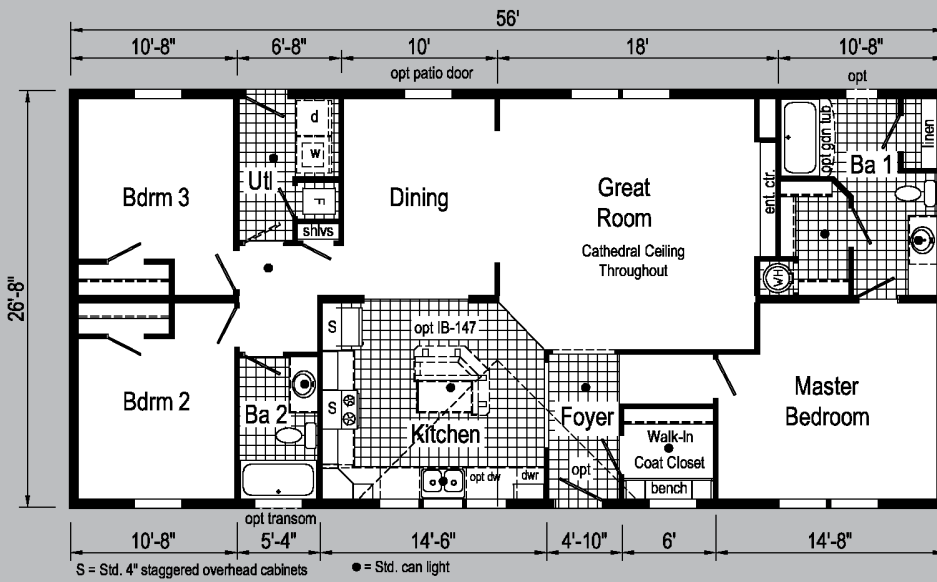 56'
10'-8" 6'-8" 10' 18' 10'-8"
opt patio door
opt
26'-8"
Bdrm 3
Utl
d
w
F
shlvs
Dining
Great
Room
Cathedral Ceiling
Throughout
ent. ctr.
opt gdn tub
Ba 1
linen
WH
S
opt IB-147
S
Kitchen
opt dw
dwr
Bdrm 2
Ba 2
Foyer
opt
Walk-In
Coat Closet
bench
Master
Bedroom
opt transom
10'-8" 5'-4" 14'-6" 4'-10" 6' 14'-8"
S = Std. 4" staggered overhead cabinets
= Std. can light